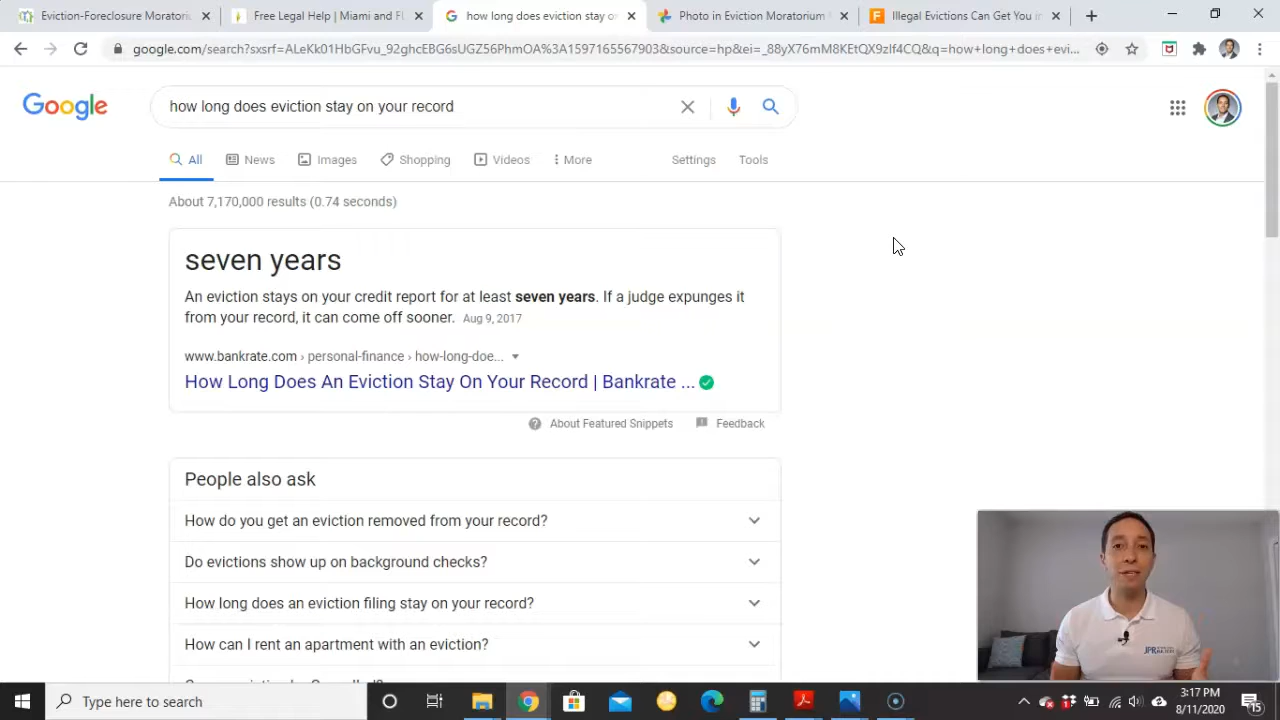 Eviction-Foreclosure Moratoriu
Free Legal Help | Miami and Fl
how long does eviction stay o
Photo in Eviction Moratorium
Illegal Evictions Can Get You in
google.com/search?sxsrf=ALeKk01HbGFvu_92ghcEBG6sUGZ56PhmOA%3A1597165567903&source=hp&ei=_88yX76mM8KEtQX9zIf4CQ&q=how+long+does+evi...
Google
how long does eviction stay on your record
All
News
Images
Shopping
Videos
More
Settings
Tools
About 7,170,000 results (0.74 seconds)
seven years
An eviction stays on your credit report for at least seven years. If a judge expunges it
from your record, it can come off sooner. Aug 9, 2017
www.bankrate.com › personal-finance › how-long-doe...
How Long Does An Eviction Stay On Your Record | Bankrate ...
About Featured Snippets
Feedback
People also ask
How do you get an eviction removed from your record?
Do evictions show up on background checks?
How long does an eviction filing stay on your record?
How can I rent an apartment with an eviction?
JPR
Type here to search
3:17 PM
8/11/2020
15